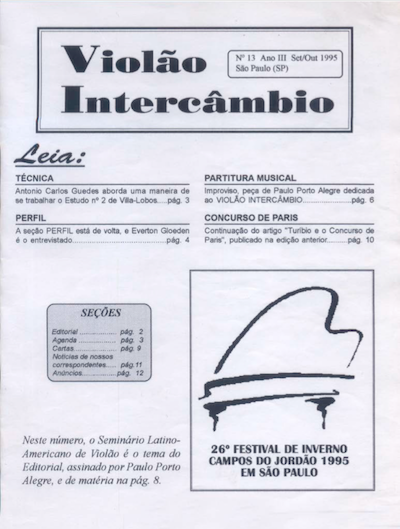 Violão
Intercâmbio
Nº 13 Ano III Set/Out 1995
São Paulo (SP)
Leia:
TÉCNICA
Antonio Carlos Guedes aborda uma maneira de
se trabalhar o Estudo nº 2 de Villa-Lobos.....pág. 3
PERFIL
A seção PERFIL está de volta, e Everton Gloeden
é o entrevistado.................................pág. 4
PARTITURA MUSICAL
Improviso, peça de Paulo Porto Alegre dedicada
ao VIOLÃO INTERCÂMBIO................ pág. 6
CONCURSO DE PARIS
Continuação do artigo "Turíbio e o Concurso de
Paris", publicado na edição anterior....pág. 10
SEÇÕES
Editorial ................ pág. 2
Agenda ................ pág. 3
Cartas .................. pág. 9
Notícias de nossos
correspondentes..... pág.11
Anúncios............... pág. 12
Neste número, o Seminário Latino-
Americano de Violão é o tema do
Editorial, assinado por Paulo Porto
Alegre, e de matéria na pág. 8.
26º FESTIVAL DE INVERNO
CAMPOS DO JORDÃO 1995
EM SÃO PAULO